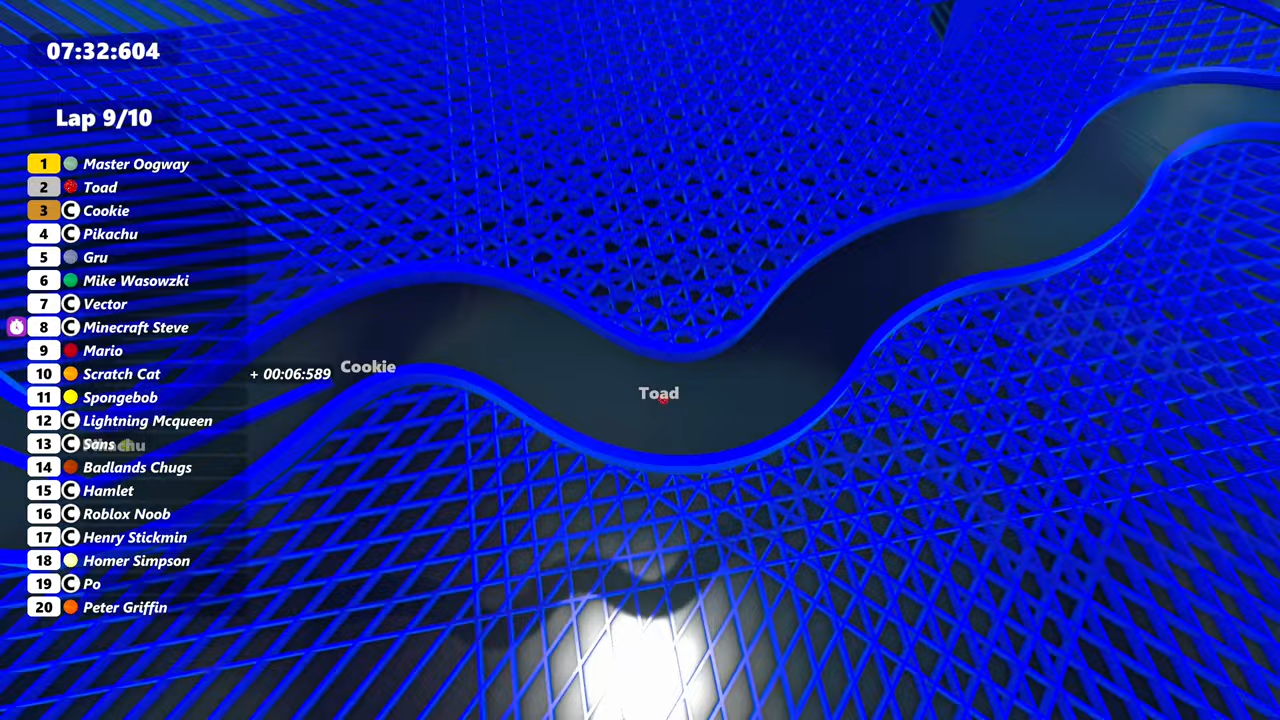 07:32:604
Lap 9/10
1 Master Oogway
2 Toad
3 C Cookie
4 C Pikachu
5 Gru
6 Mike Wasowzki
7 C Vector
8 C Minecraft Steve
9 Mario
10 Scratch Cat + 00:06:589
11 Spongebob
12 C Lightning Mcqueen
13 C Sans
14 Badlands Chugs
15 C Hamlet
16 C Roblox Noob
17 C Henry Stickmin
18 Homer Simpson
19 C Po
20 Peter Griffin
Cookie
Toad